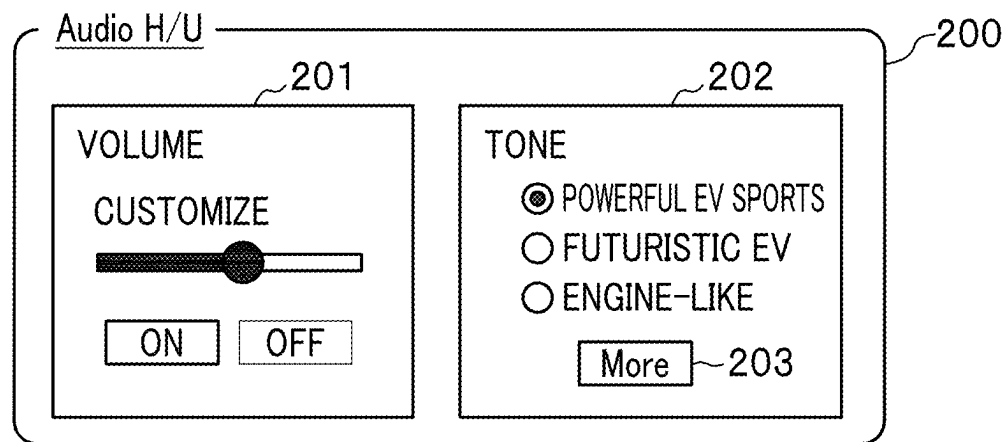 Audio H/U
200
201
VOLUME
CUSTOMIZE
ON OFF
202
TONE
POWERFUL EV SPORTS
FUTURISTIC EV
ENGINE-LIKE
More 203